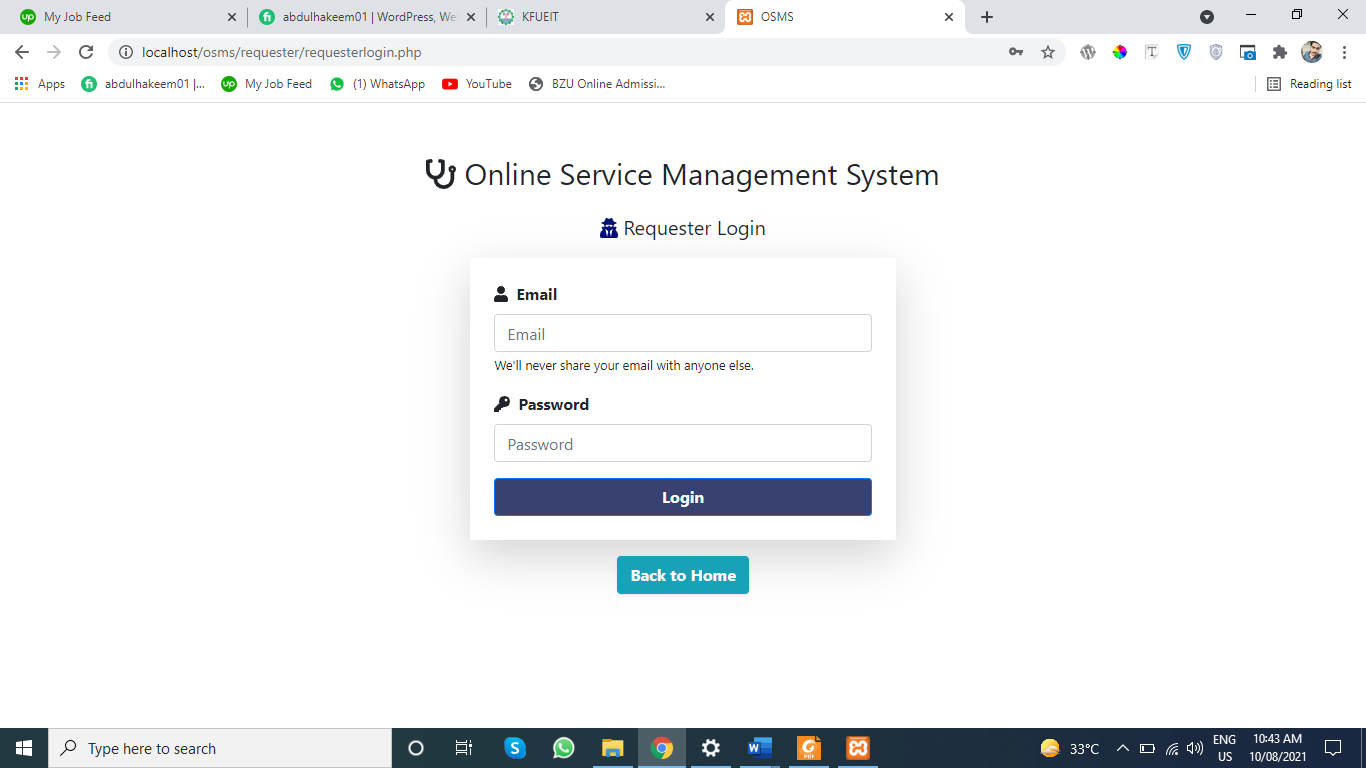 My Job Feed
abdulhakeem01 | WordPress, We
KFUEIT
OSMS
localhost/osms/requester/requesterlogin.php
Apps
abdulhakeem01 |...
My Job Feed
(1) WhatsApp
YouTube
BZU Online Admissi...
Reading list
Online Service Management System
Requester Login
Email
Email
We'll never share your email with anyone else.
Password
Password
Login
Back to Home
Type here to search
33°C
ENG
US
10:43 AM
10/08/2021